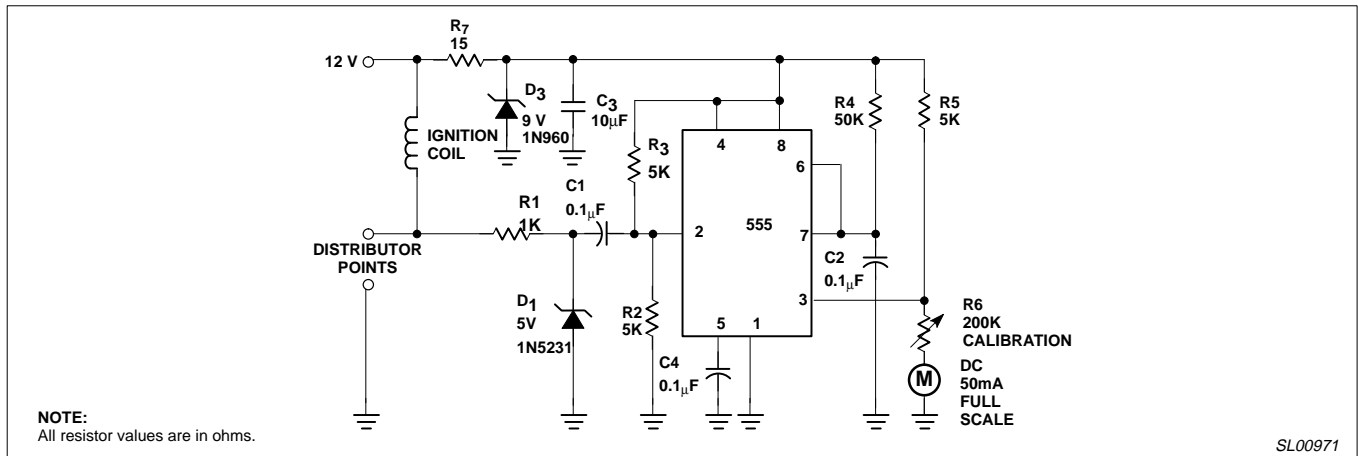 R7
15
12 V
D3
9 V
1N960
C3
10µF
IGNITION
COIL
R3
5K
4
8
R4
50K
R5
5K
6
C1
0.1µF
R1
1K
2
555
7
DISTRIBUTOR
POINTS
C2
0.1µF
3
D1
5V
1N5231
R2
5K
5
1
C4
0.1µF
R6
200K
CALIBRATION
M
DC
50mA
FULL
SCALE
NOTE:
All resistor values are in ohms.
SL00971